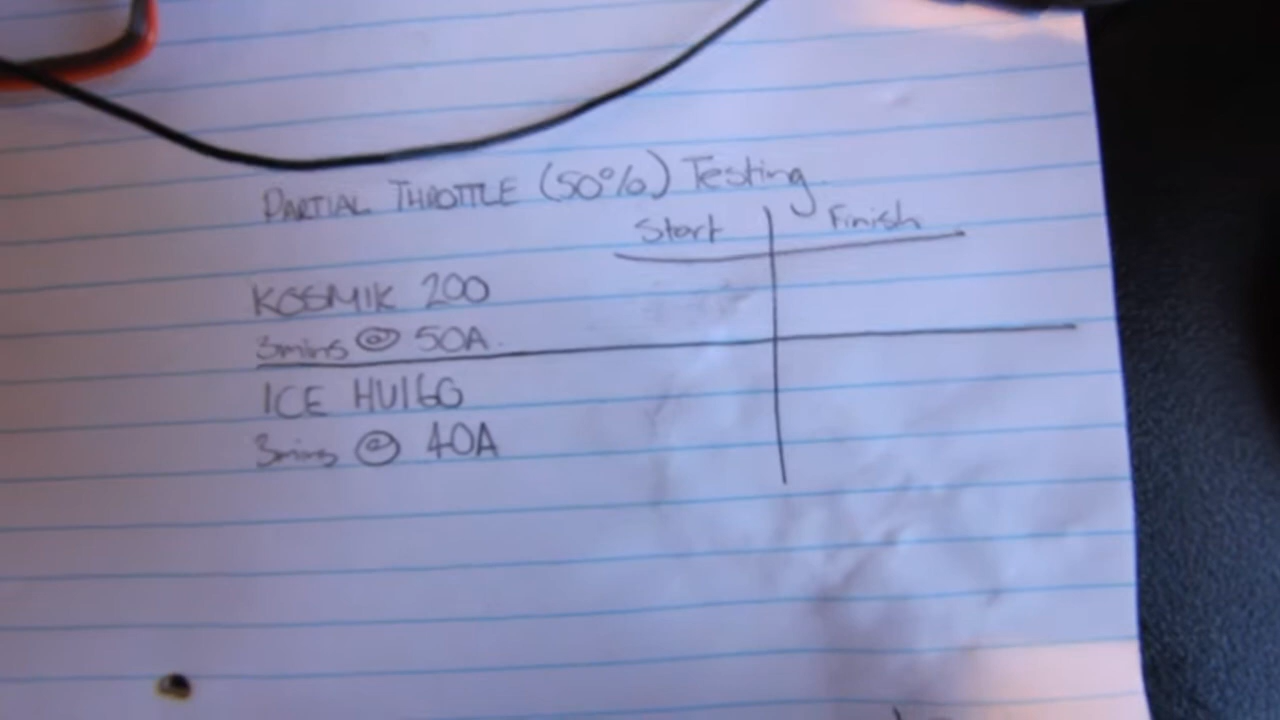 PARTIAL THROTTLE (50%) Testing
Start Finish
KOSMIK 200
3mins @ 50A.
ICE HV160
3mins @ 40A